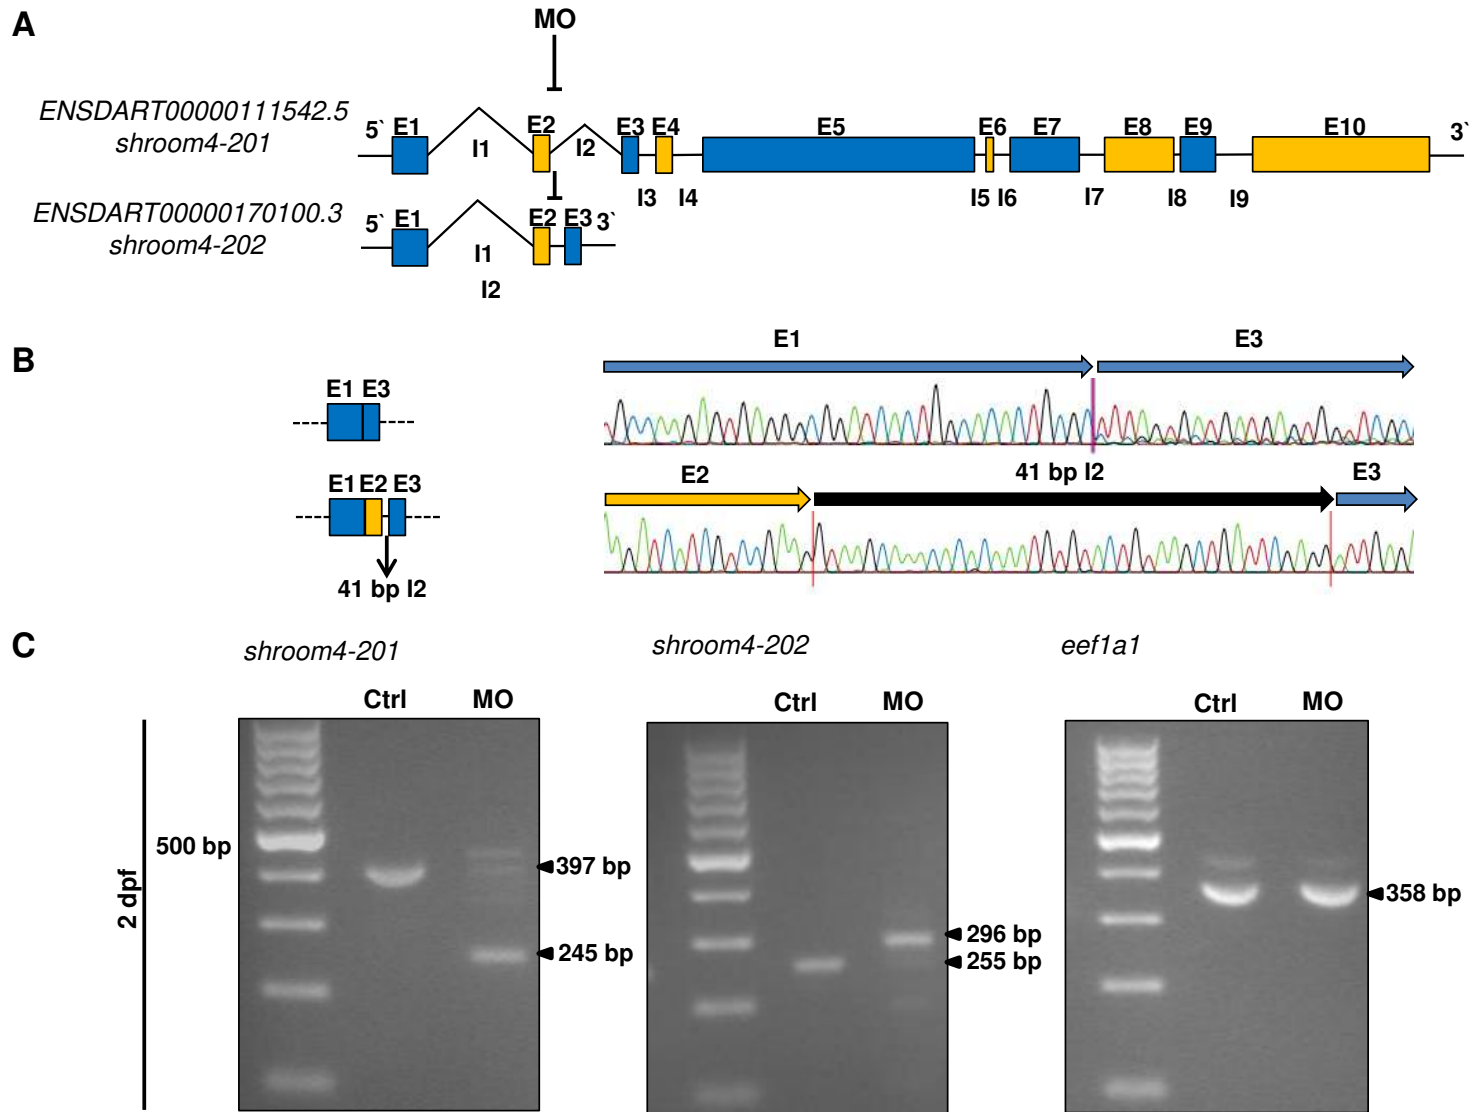 A
MO
ENSDART00000111542.5
shroom4-201
5` E1 E2 E3 E4 E5 E6 E7 E8 E9 E10 3`
I1 I2
I3 I4 I5 I6 I7 I8 I9
ENSDART00000170100.3
shroom4-202
5` E1 E2 E3 3`
I1
I2
B
E1 E3
E1 E3
E1 E2 E3
41 bp I2
E2 41 bp I2 E3
C
shroom4-201 shroom4-202 eef1a1
Ctrl MO Ctrl MO Ctrl MO
2 dpf
500 bp
397 bp
245 bp
296 bp
255 bp
358 bp